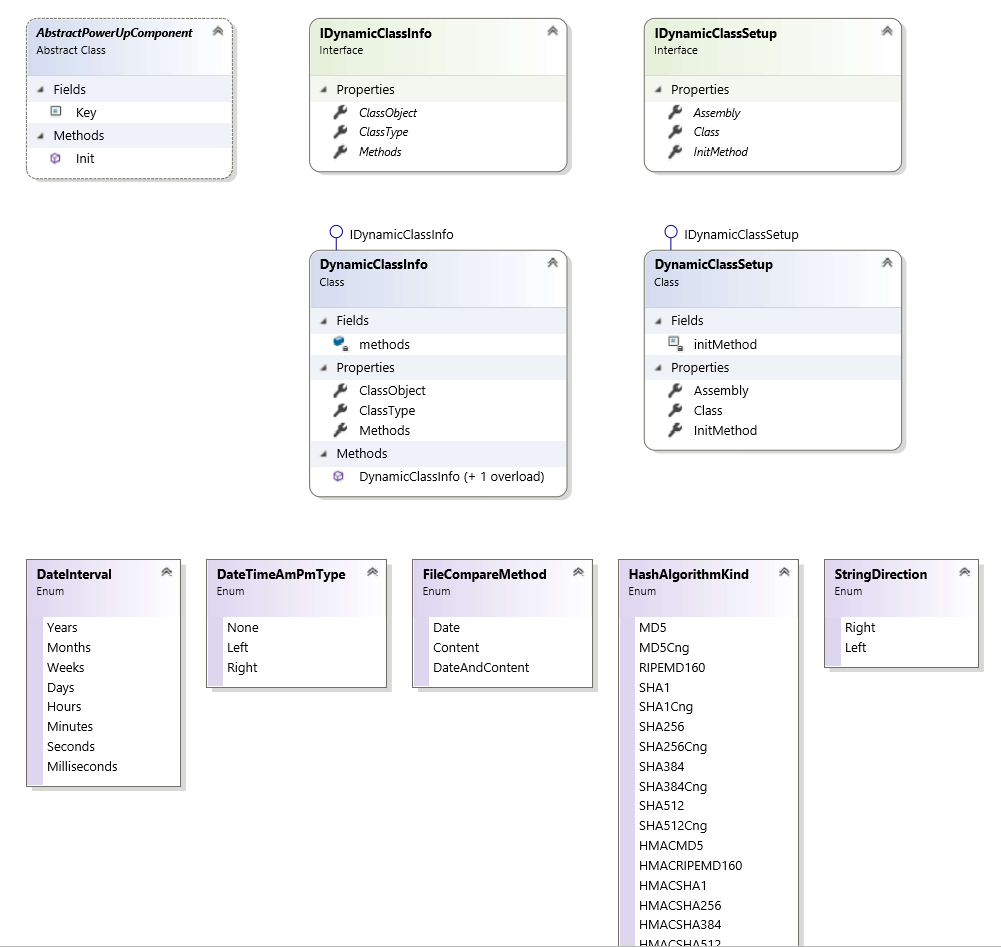 AbstractPowerUpComponent
Abstract Class
Fields
Key
Methods
Init
IDynamicClassInfo
Interface
Properties
ClassObject
ClassType
Methods
IDynamicClassSetup
Interface
Properties
Assembly
Class
InitMethod
IDynamicClassInfo
DynamicClassInfo
Class
Fields
methods
Properties
ClassObject
ClassType
Methods
Methods
DynamicClassInfo (+ 1 overload)
IDynamicClassSetup
DynamicClassSetup
Class
Fields
initMethod
Properties
Assembly
Class
InitMethod
DateInterval
Enum
Years
Months
Weeks
Days
Hours
Minutes
Seconds
Milliseconds
DateTimeAmPmType
Enum
None
Left
Right
FileCompareMethod
Enum
Date
Content
DateAndContent
HashAlgorithmKind
Enum
MD5
MD5Cng
RIPEMD160
SHA1
SHA1Cng
SHA256
SHA256Cng
SHA384
SHA384Cng
SHA512
SHA512Cng
HMACMD5
HMACRIPEMD160
HMACSHA1
HMACSHA256
HMACSHA384
HMACSHA512
StringDirection
Enum
Right
Left